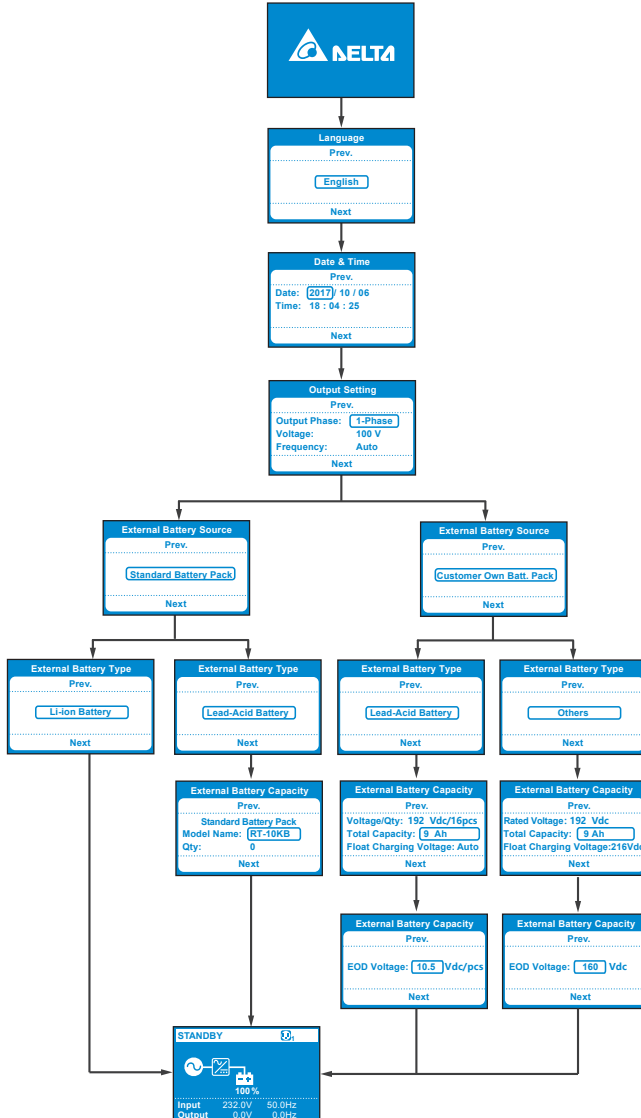 DELTA
Language
Prev.
English
Next
Date & Time
Prev.
Date: 2017 / 10 / 06
Time: 18 : 04 : 25
Next
Output Setting
Prev.
Output Phase: 1-Phase
Voltage: 100 V
Frequency: Auto
Next
External Battery Source
Prev.
Standard Battery Pack
Next
External Battery Source
Prev.
Customer Own Batt. Pack
Next
External Battery Type
Prev.
Li-ion Battery
Next
External Battery Type
Prev.
Lead-Acid Battery
Next
External Battery Type
Prev.
Lead-Acid Battery
Next
External Battery Type
Prev.
Others
Next
External Battery Capacity
Prev.
Standard Battery Pack
Model Name: RT-10KB
Qty: 0
Next
External Battery Capacity
Prev.
Voltage/Qty: 192 Vdc/16pcs
Total Capacity: 9 Ah
Float Charging Voltage: Auto
Next
External Battery Capacity
Prev.
Rated Voltage: 192 Vdc
Total Capacity: 9 Ah
Float Charging Voltage:216Vdc
Next
External Battery Capacity
Prev.
EOD Voltage: 10.5 Vdc/pcs
Next
External Battery Capacity
Prev.
EOD Voltage: 160 Vdc
Next
STANDBY
100%
Input 232.0V 50.0Hz
Output 0.0V 0.0Hz